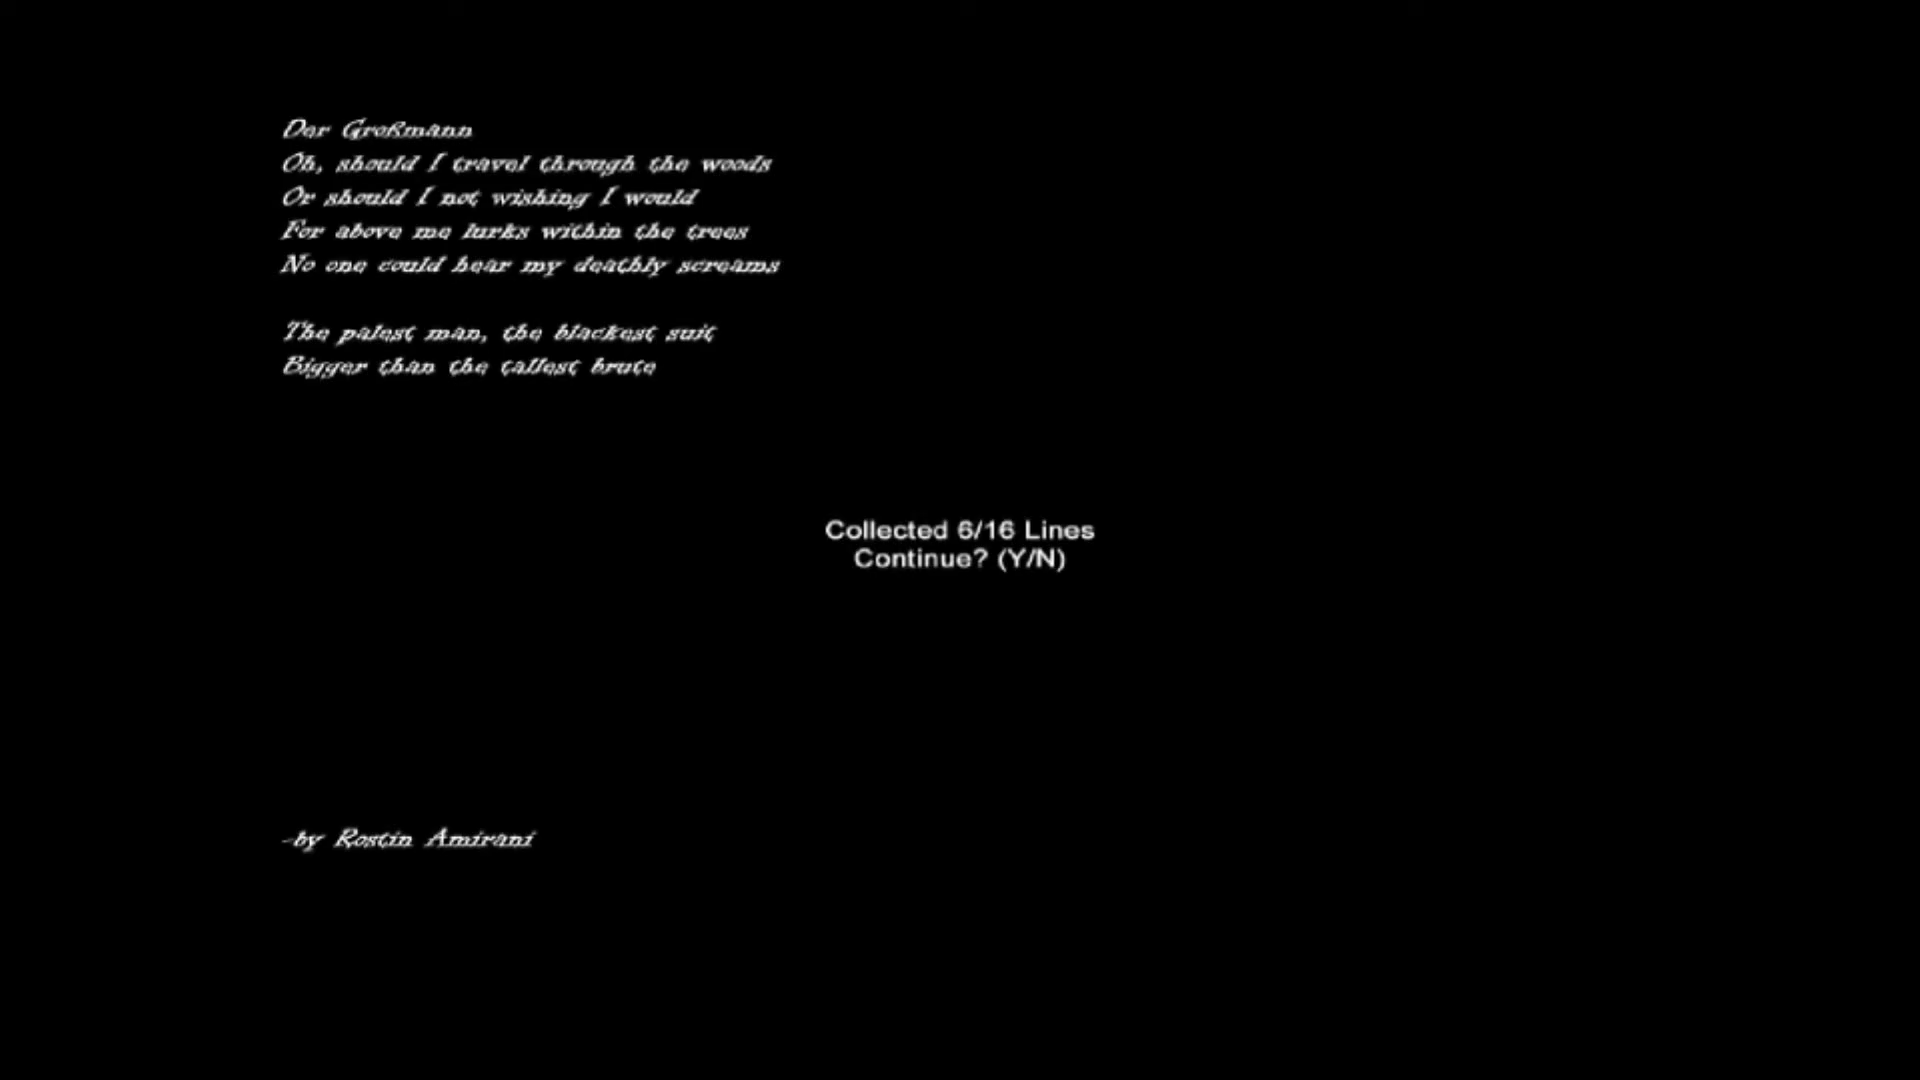 Der Großmann
Oh, should I travel through the woods
Or should I not wishing I would
For above me lurks within the trees
No one could hear my deathly screams
The palest man, the blackest suit
Bigger than the tallest brute
Collected 6/16 Lines
Continue? (Y/N)
-by Rostin Amirani